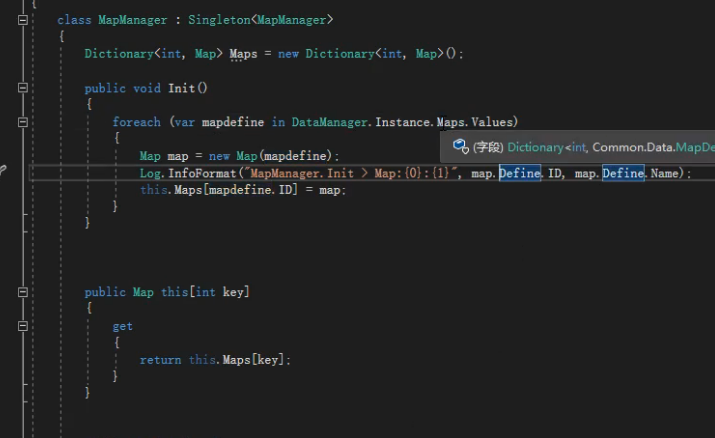 {
class MapManager : Singleton<MapManager>
{
Dictionary<int, Map> Maps = new Dictionary<int, Map>();
public void Init()
{
foreach (var mapdefine in DataManager.Instance.Maps.Values)
{
(字段) Dictionary<int, Common.Data.MapDe
Map map = new Map(mapdefine);
Log.InfoFormat("MapManager.Init > Map:{0}:{1}", map.Define.ID, map.Define.Name);
this.Maps[mapdefine.ID] = map;
}
}
public Map this[int key]
{
get
{
return this.Maps[key];
}
}